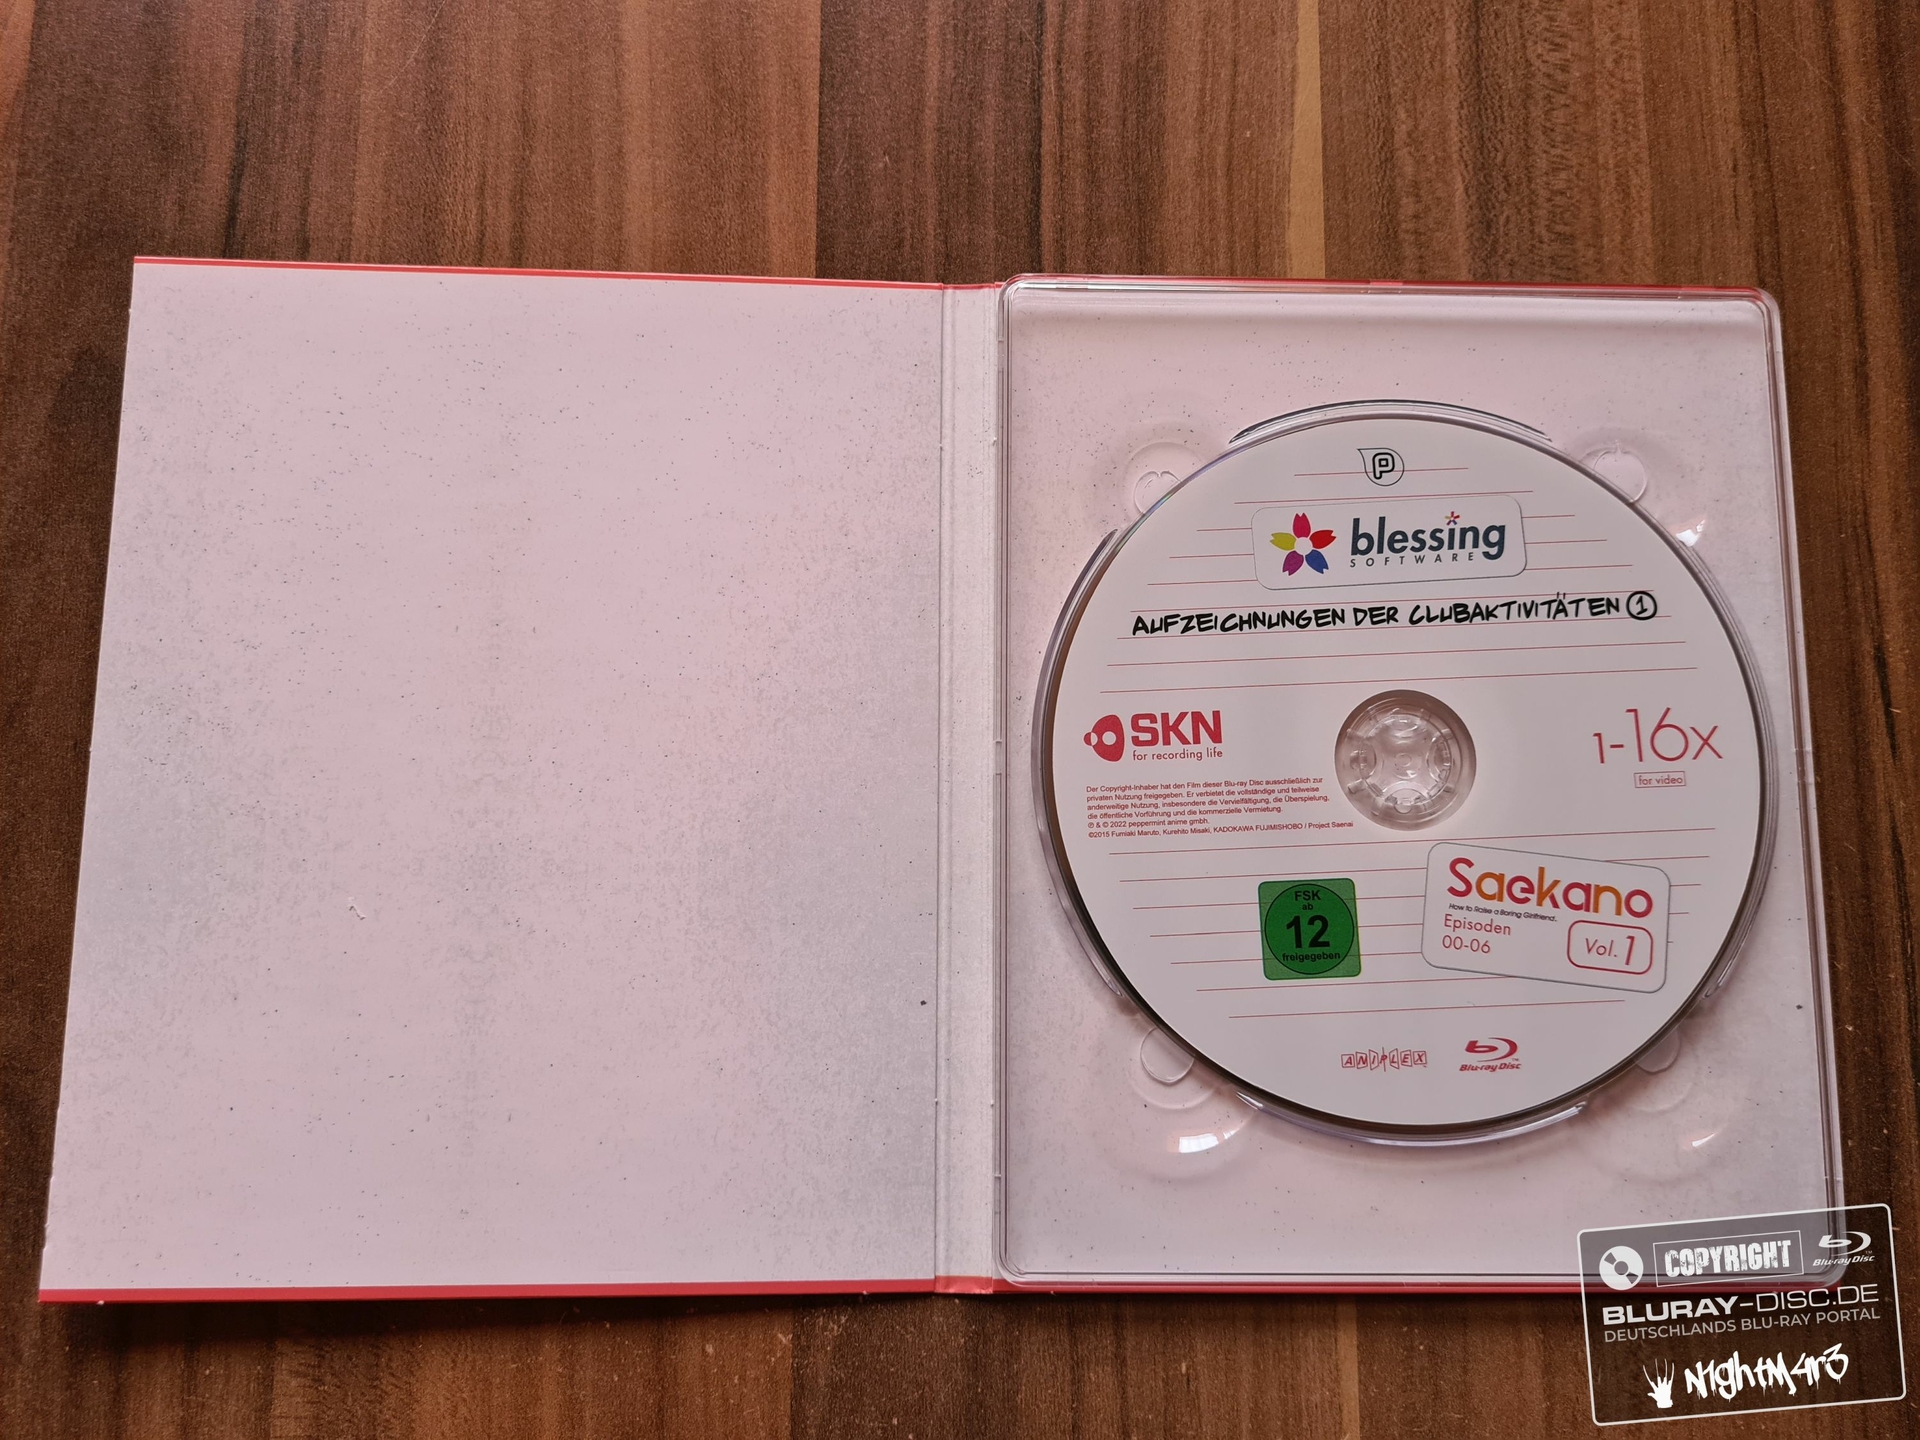 P
blessing
SOFTWARE
AUFZEICHNUNGEN DER CLUBAKTIVITÄTEN 1
SKN
for recording life
1-16x
for video
Der Copyright-Inhaber hat den Film dieser Blu-ray Disc ausschließlich zur
privaten Nutzung freigegeben. Er verbietet die vollständige und teilweise
anderweitige Nutzung, insbesondere die Vervielfältigung, die Überspielung,
die öffentliche Vorführung und die kommerzielle Vermietung.
℗ & © 2022 peppermint anime gmbh.
©2015 Fumiaki Maruto, Kurehito Misaki, KADOKAWA FUJIMISHOBO / Project Saenai
FSK
ab
12
freigegeben
Saekano
How to Raise a Boring Girlfriend.
Episoden
00-06
Vol. 1
ANIPLEX
Blu-ray Disc
COPYRIGHT
Blu-ray Disc
BLURAY-DISC.DE
DEUTSCHLANDS BLU-RAY PORTAL
N1ghtM4r3